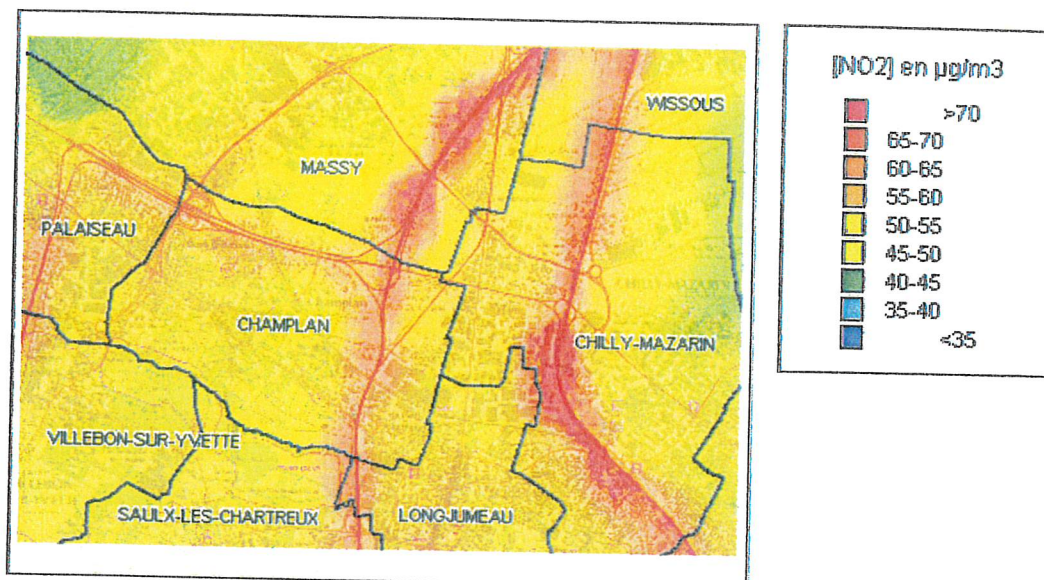 WISSOUS
MASSY
PALAISEAU
CHAMPLAN
CHILLY-MAZARIN
VILLEBON-SUR-YVETTE
SAULX-LES-CHARTREUX
LONGJUMEAU
[NO2] en µg/m3
>70
65-70
60-65
55-60
50-55
45-50
40-45
35-40
<35